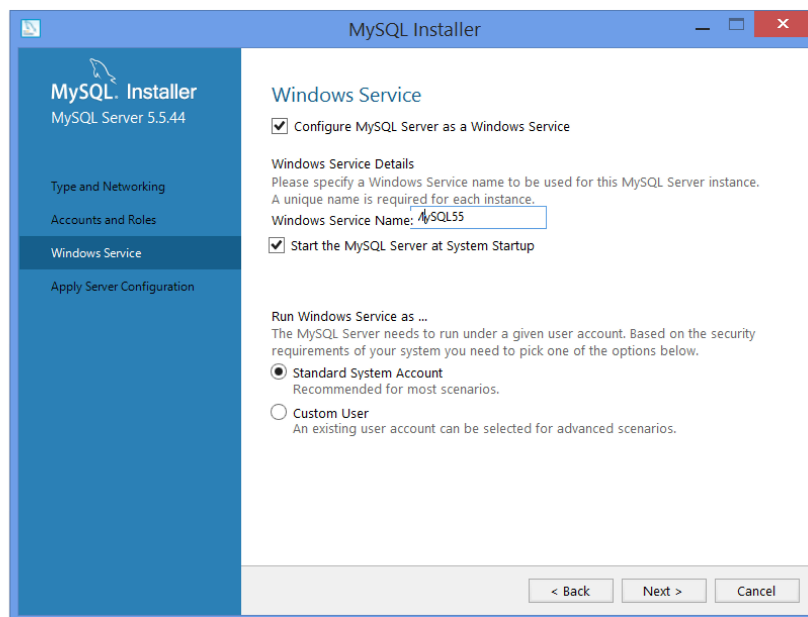 MySQL Installer
MySQL. Installer
MySQL Server 5.5.44
Type and Networking
Accounts and Roles
Windows Service
Apply Server Configuration
Windows Service
Configure MySQL Server as a Windows Service
Windows Service Details
Please specify a Windows Service name to be used for this MySQL Server instance.
A unique name is required for each instance.
Windows Service Name: MySQL55
Start the MySQL Server at System Startup
Run Windows Service as ...
The MySQL Server needs to run under a given user account. Based on the security
requirements of your system you need to pick one of the options below.
Standard System Account
Recommended for most scenarios.
Custom User
An existing user account can be selected for advanced scenarios.
< Back Next > Cancel